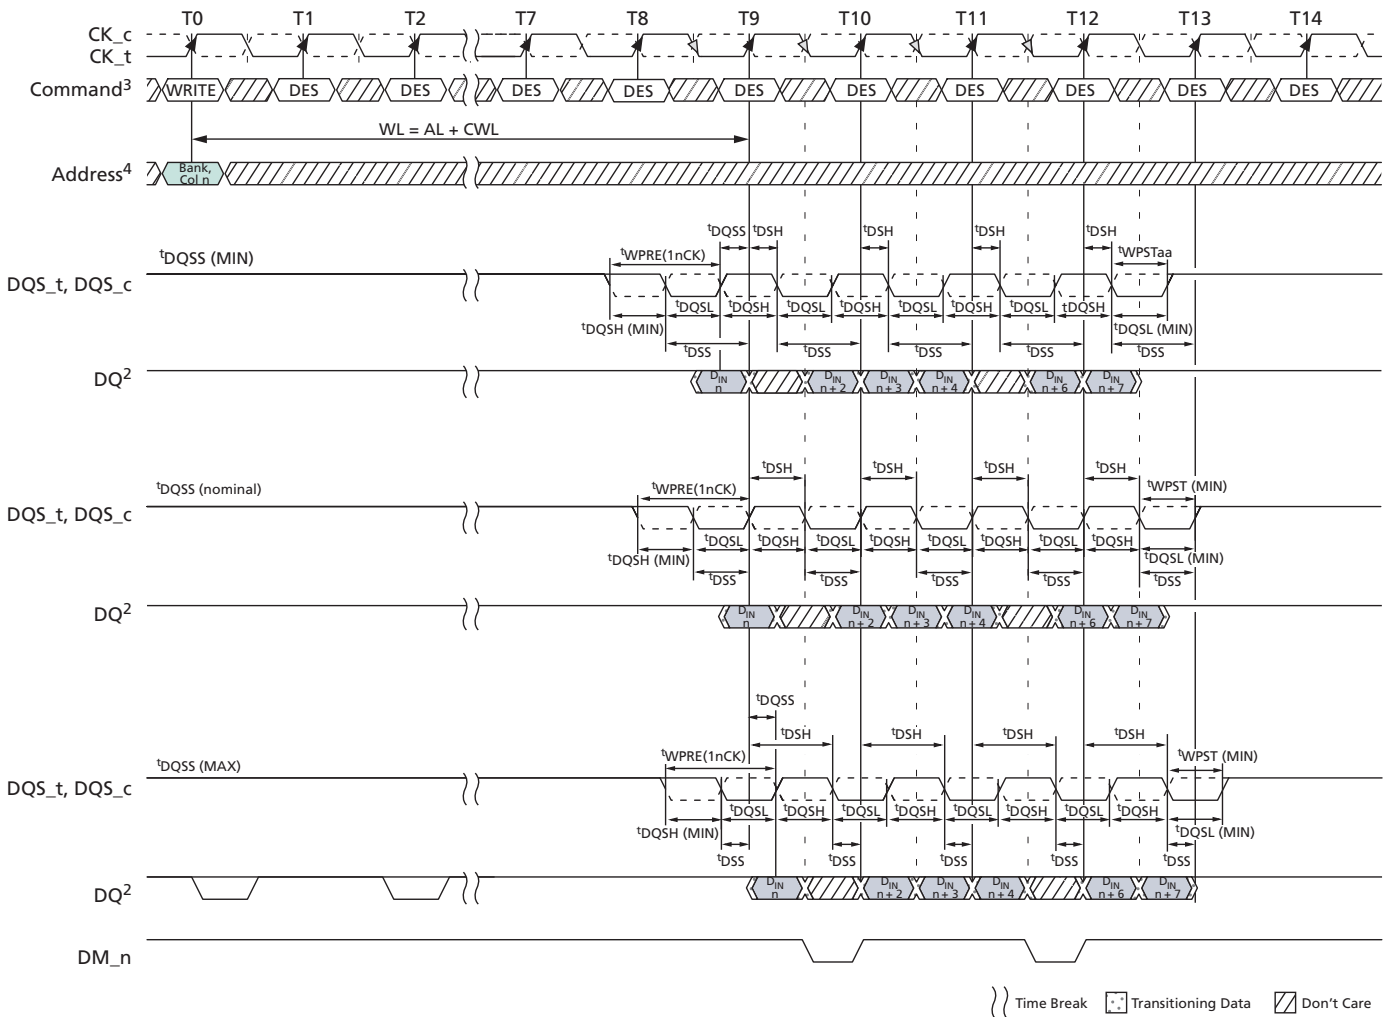 T0 T1 T2 T7 T8 T9 T10 T11 T12 T13 T14
CK_c
CK_t
Command3 WRITE DES DES DES DES DES DES DES DES DES DES
WL = AL + CWL
Address4 Bank, Col n
tDQSS tDSH tDSH tDSH tDSH
tDQSS (MIN) tWPRE(1nCK) tWPSTaa
DQS_t, DQS_c
tDQSL tDQSH tDQSL tDQSH tDQSL tDQSH tDQSL tDQSH
tDQSH (MIN) tDQSL (MIN)
tDSS tDSS tDSS tDSS tDSS
DQ2 DIN n DIN n + 2 DIN n + 3 DIN n + 4 DIN n + 6 DIN n + 7
tDSH tDSH tDSH tDSH
tDQSS (nominal) tWPRE(1nCK) tWPST (MIN)
DQS_t, DQS_c
tDQSL tDQSH tDQSL tDQSH tDQSL tDQSH tDQSL tDQSH
tDQSH (MIN) tDQSL (MIN)
tDSS tDSS tDSS tDSS tDSS
DQ2 DIN n DIN n + 2 DIN n + 3 DIN n + 4 DIN n + 6 DIN n + 7
tDQSS
tDSH tDSH tDSH tDSH
tDQSS (MAX) tWPRE(1nCK) tWPST (MIN)
DQS_t, DQS_c
tDQSL tDQSH tDQSL tDQSH tDQSL tDQSH tDQSL tDQSH
tDQSH (MIN) tDQSL (MIN)
tDSS tDSS tDSS tDSS tDSS
DQ2 DIN n DIN n + 2 DIN n + 3 DIN n + 4 DIN n + 6 DIN n + 7
DM_n
Time Break Transitioning Data Don't Care